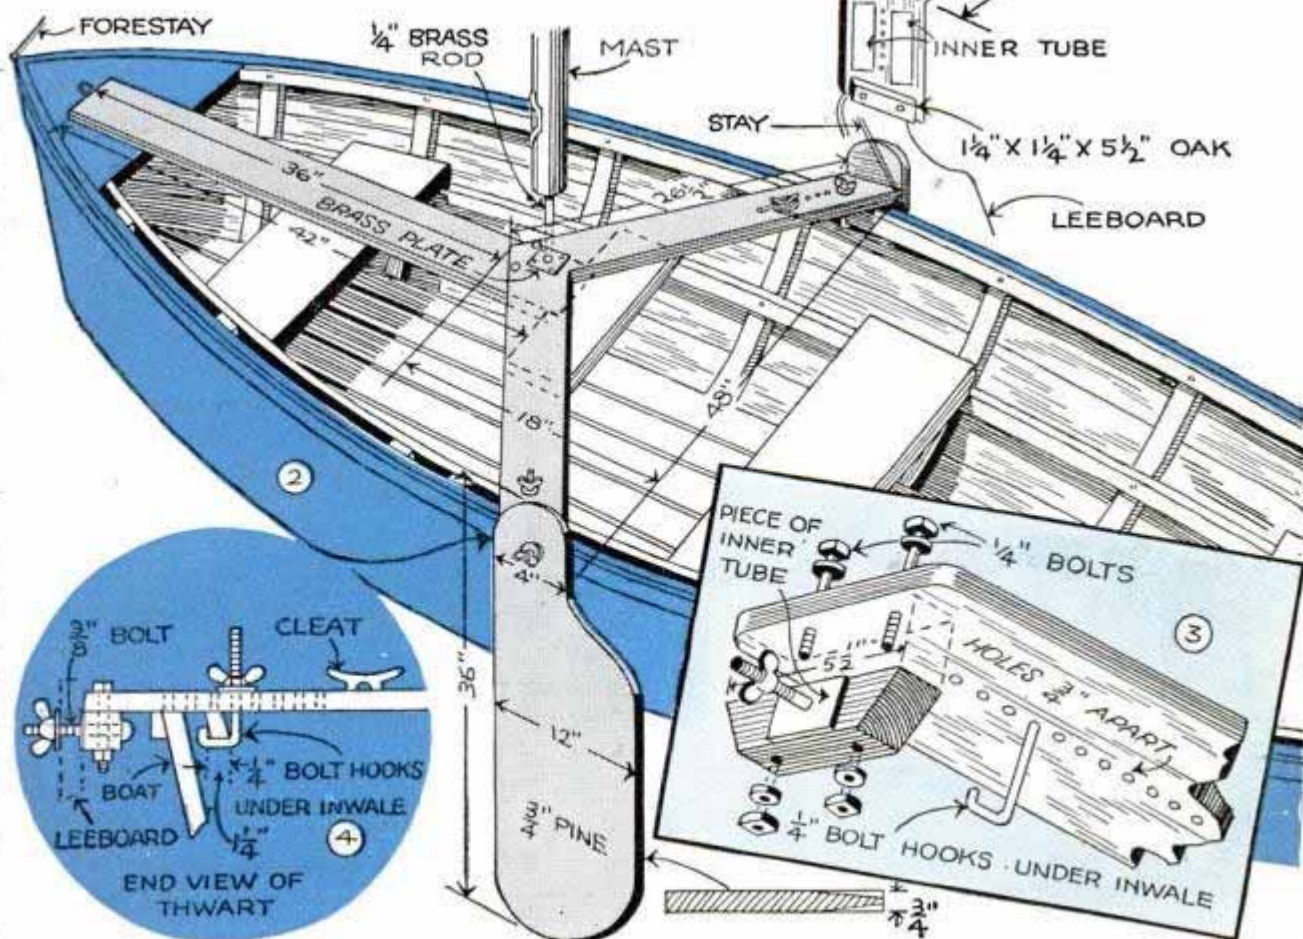 FORESTAY
1/4" BRASS
ROD
MAST
INNER TUBE
STAY
1 1/4" X 1 1/4" X 5 1/2" OAK
LEEBOARD
36"
BRASS PLATE
42"
26 1/2"
18"
48"
2
4"
36"
12"
3/4" PINE
3/4"
3/8" BOLT
CLEAT
1/4" BOLT HOOKS
UNDER INWALE
BOAT
LEEBOARD
1 1/4"
4
END VIEW OF
THWART
PIECE OF
INNER
TUBE
1/4" BOLTS
3
5 1/2"
HOLES 3/4" APART
1/4" BOLT HOOKS UNDER INWALE